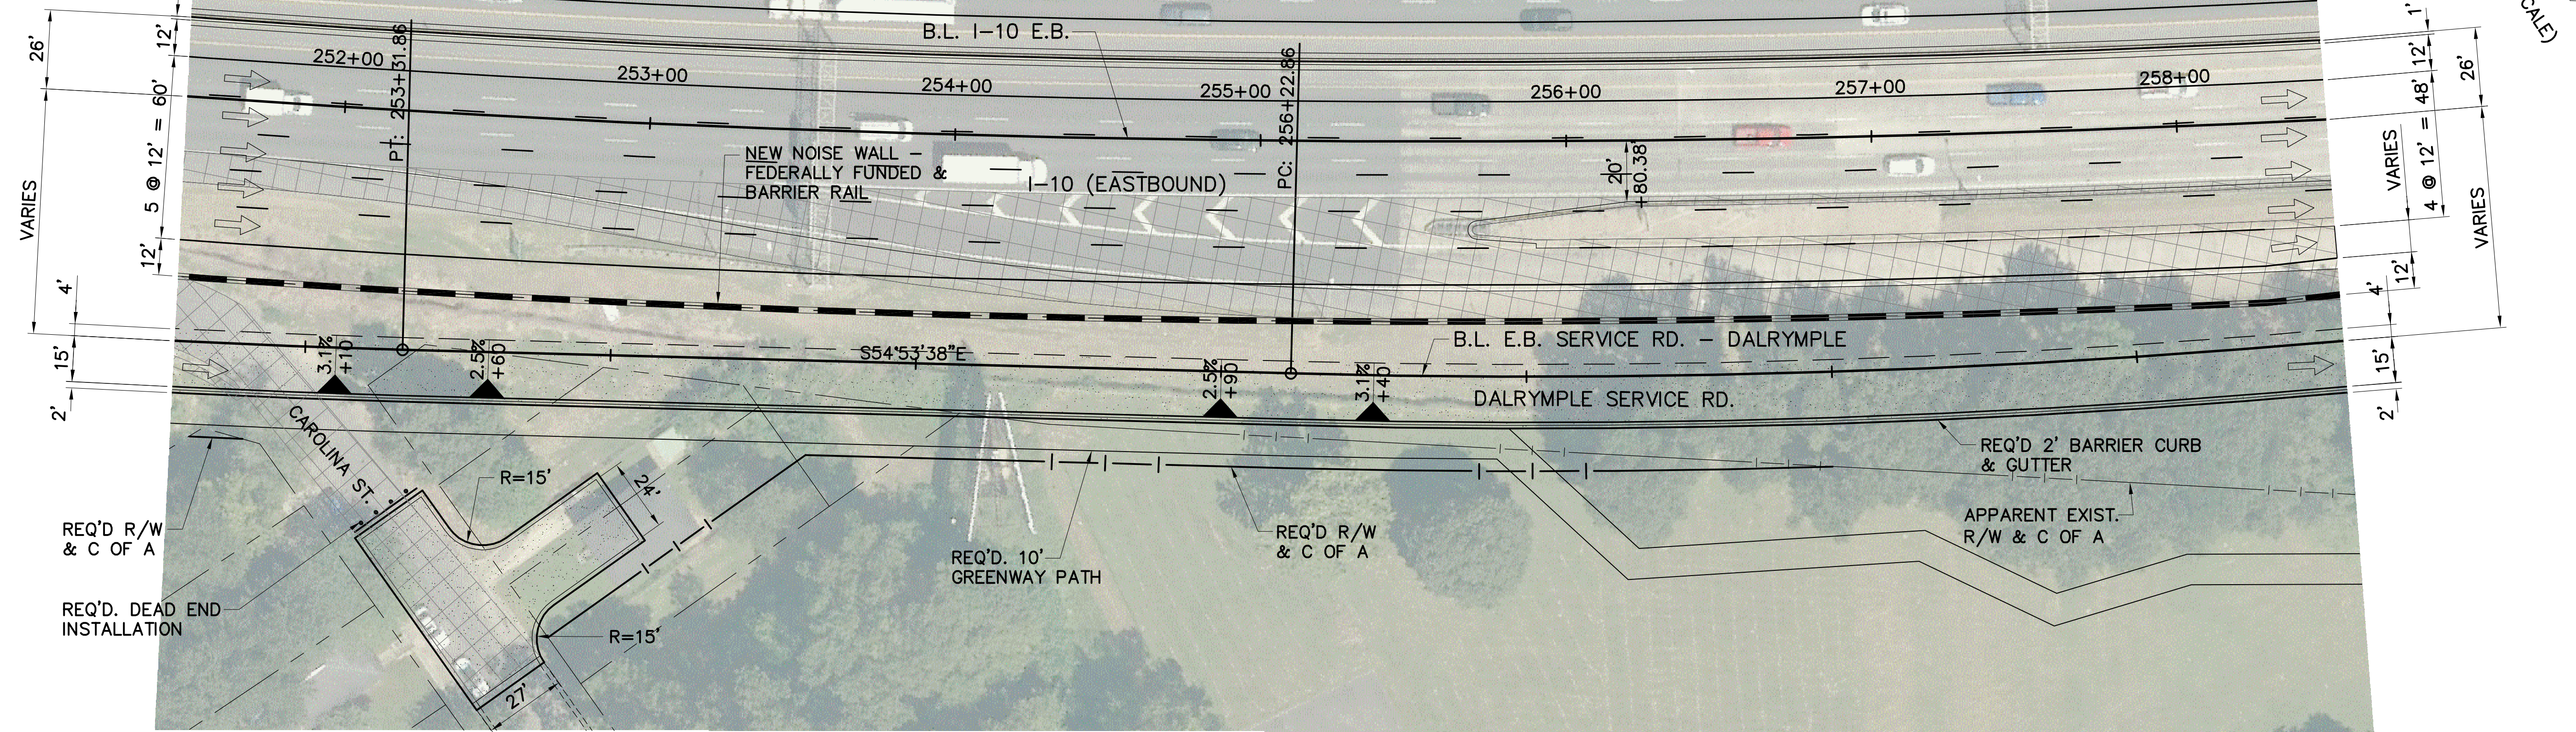 CALE)
B.L. I-10 E.B.
252+00
253+00
254+00
255+00
256+00
257+00
258+00
PT: 253+31.86
PC: 256+22.86
26'
12'
5 @ 12' = 60'
VARIES
12'
4'
15'
2'
NEW NOISE WALL -
FEDERALLY FUNDED &
BARRIER RAIL
I-10 (EASTBOUND)
20'
+80.38'
1'
12'
26'
4 @ 12' = 48'
VARIES
VARIES
12'
4'
15'
2'
3.1%
+10
2.5%
+60
S54°53'38"E
2.5%
+90
3.1%
+40
B.L. E.B. SERVICE RD. - DALRYMPLE
DALRYMPLE SERVICE RD.
CAROLINA ST.
R=15'
24'
REQ'D R/W
& C OF A
REQ'D. DEAD END
INSTALLATION
R=15'
27'
REQ'D. 10'
GREENWAY PATH
REQ'D R/W
& C OF A
REQ'D 2' BARRIER CURB
& GUTTER
APPARENT EXIST.
R/W & C OF A